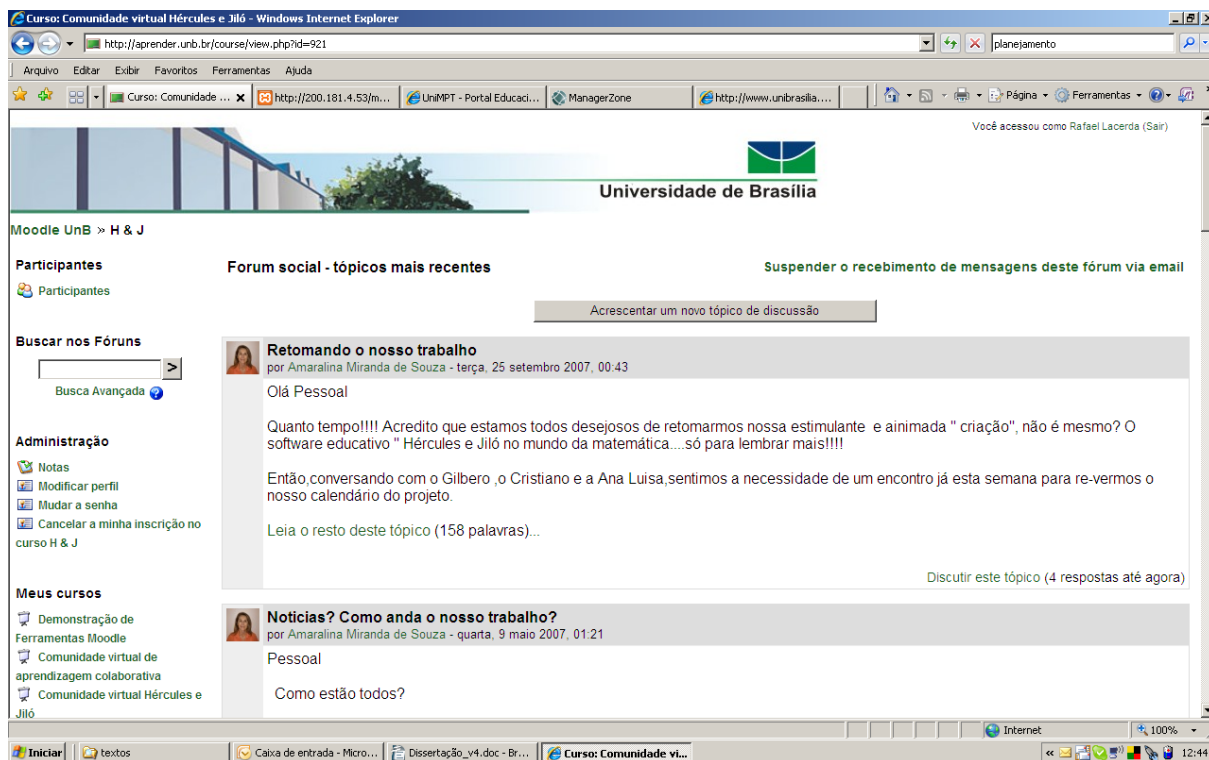 Curso: Comunidade virtual Hércules e Jiló - Windows Internet Explorer
http://aprender.unb.br/course/view.php?id=921
planejamento
Arquivo Editar Exibir Favoritos Ferramentas Ajuda
Curso: Comunidade ... http://200.181.4.53/m... UniMPT - Portal Educaci... ManagerZone http://www.unibrasilia.... Página Ferramentas
Você acessou como Rafael Lacerda (Sair)
Universidade de Brasília
Moodle UnB » H & J
Participantes
Participantes
Buscar nos Fóruns
>
Busca Avançada ?
Administração
Notas
Modificar perfil
Mudar a senha
Cancelar a minha inscrição no
curso H & J
Meus cursos
Demonstração de
Ferramentas Moodle
Comunidade virtual de
aprendizagem colaborativa
Comunidade virtual Hércules e
Jiló
Forum social - tópicos mais recentes
Suspender o recebimento de mensagens deste fórum via email
Acrescentar um novo tópico de discussão
Retomando o nosso trabalho
por Amaralina Miranda de Souza - terça, 25 setembro 2007, 00:43
Olá Pessoal
Quanto tempo!!!! Acredito que estamos todos desejosos de retomarmos nossa estimulante e ainimada " criação", não é mesmo? O
software educativo " Hércules e Jiló no mundo da matemática....só para lembrar mais!!!!
Então,conversando com o Gilbero ,o Cristiano e a Ana Luisa,sentimos a necessidade de um encontro já esta semana para re-vermos o
nosso calendário do projeto.
Leia o resto deste tópico (158 palavras)...
Discutir este tópico (4 respostas até agora)
Noticias? Como anda o nosso trabalho?
por Amaralina Miranda de Souza - quarta, 9 maio 2007, 01:21
Pessoal
Como estão todos?
Internet 100%
Iniciar textos Caixa de entrada - Micro... Dissertação_v4.doc - Br... Curso: Comunidade vi... 12:44